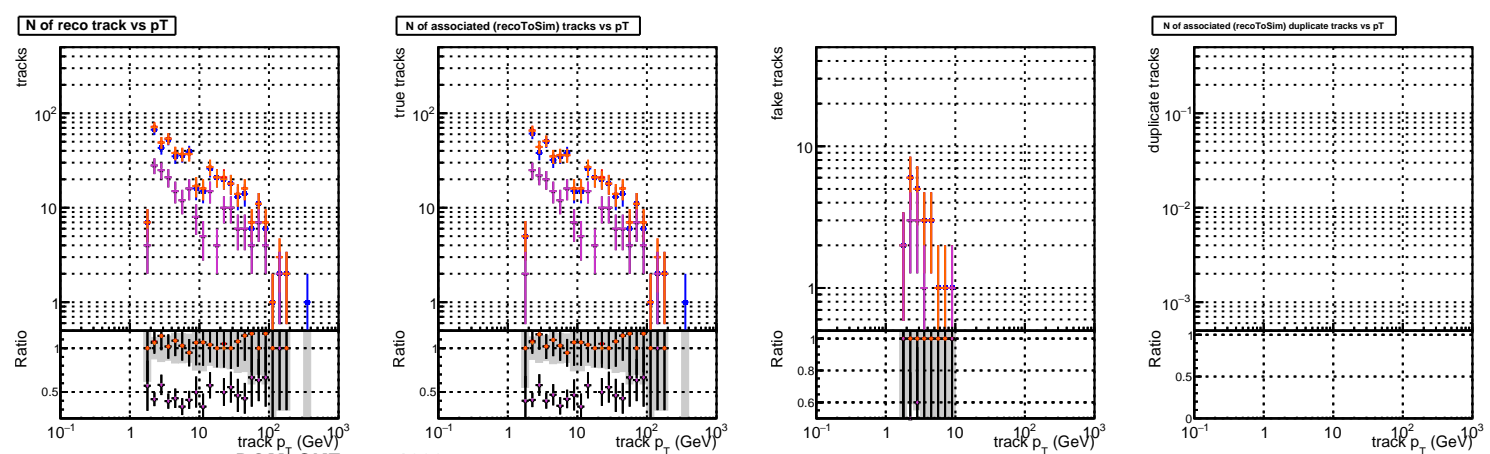 N of reco track vs pT
tracks
10²
10
1
Ratio
1
0.5
10⁻¹ 1 10 10² 10³
track p_T (GeV)
N of associated (recoToSim) tracks vs pT
true tracks
10²
10
1
Ratio
1
0.5
10⁻¹ 1 10 10² 10³
track p_T (GeV)
fake tracks
10
1
Ratio
1
0.8
0.6
10⁻¹ 1 10 10² 10³
track p_T (GeV)
N of associated (recoToSim) duplicate tracks vs pT
duplicate tracks
10⁻¹
10⁻²
10⁻³
Ratio
1
0.5
0
10⁻¹ 1 10 10² 10³
track p_T (GeV)